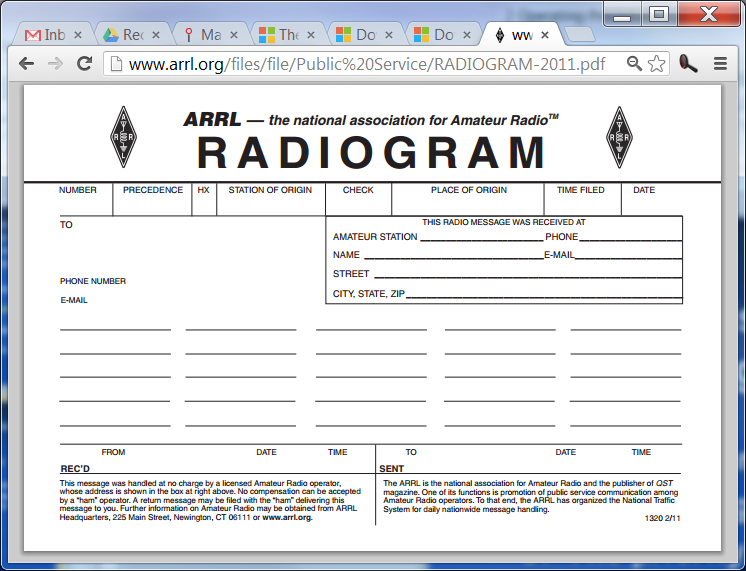 2 Operating Pr
Inb
Rec
Ma
The
Do
Do
ww
www.arrl.org/files/file/Public%20Service/RADIOGRAM-2011.pdf
ARRL — the national association for Amateur Radio™
RADIOGRAM
NUMBER PRECEDENCE HX STATION OF ORIGIN CHECK PLACE OF ORIGIN TIME FILED DATE
TO
THIS RADIO MESSAGE WAS RECEIVED AT
AMATEUR STATION PHONE
NAME E-MAIL
STREET
CITY, STATE, ZIP
PHONE NUMBER
E-MAIL
FROM DATE TIME TO DATE TIME
REC'D SENT
This message was handled at no charge by a licensed Amateur Radio operator,
whose address is shown in the box at right above. No compensation can be accepted
by a “ham” operator. A return message may be filed with the “ham” delivering this
message to you. Further information on Amateur Radio may be obtained from ARRL
Headquarters, 225 Main Street, Newington, CT 06111 or www.arrl.org.
The ARRL is the national association for Amateur Radio and the publisher of QST
magazine. One of its functions is promotion of public service communication among
Amateur Radio operators. To that end, the ARRL has organized the National Traffic
System for daily nationwide message handling.
1320 2/11